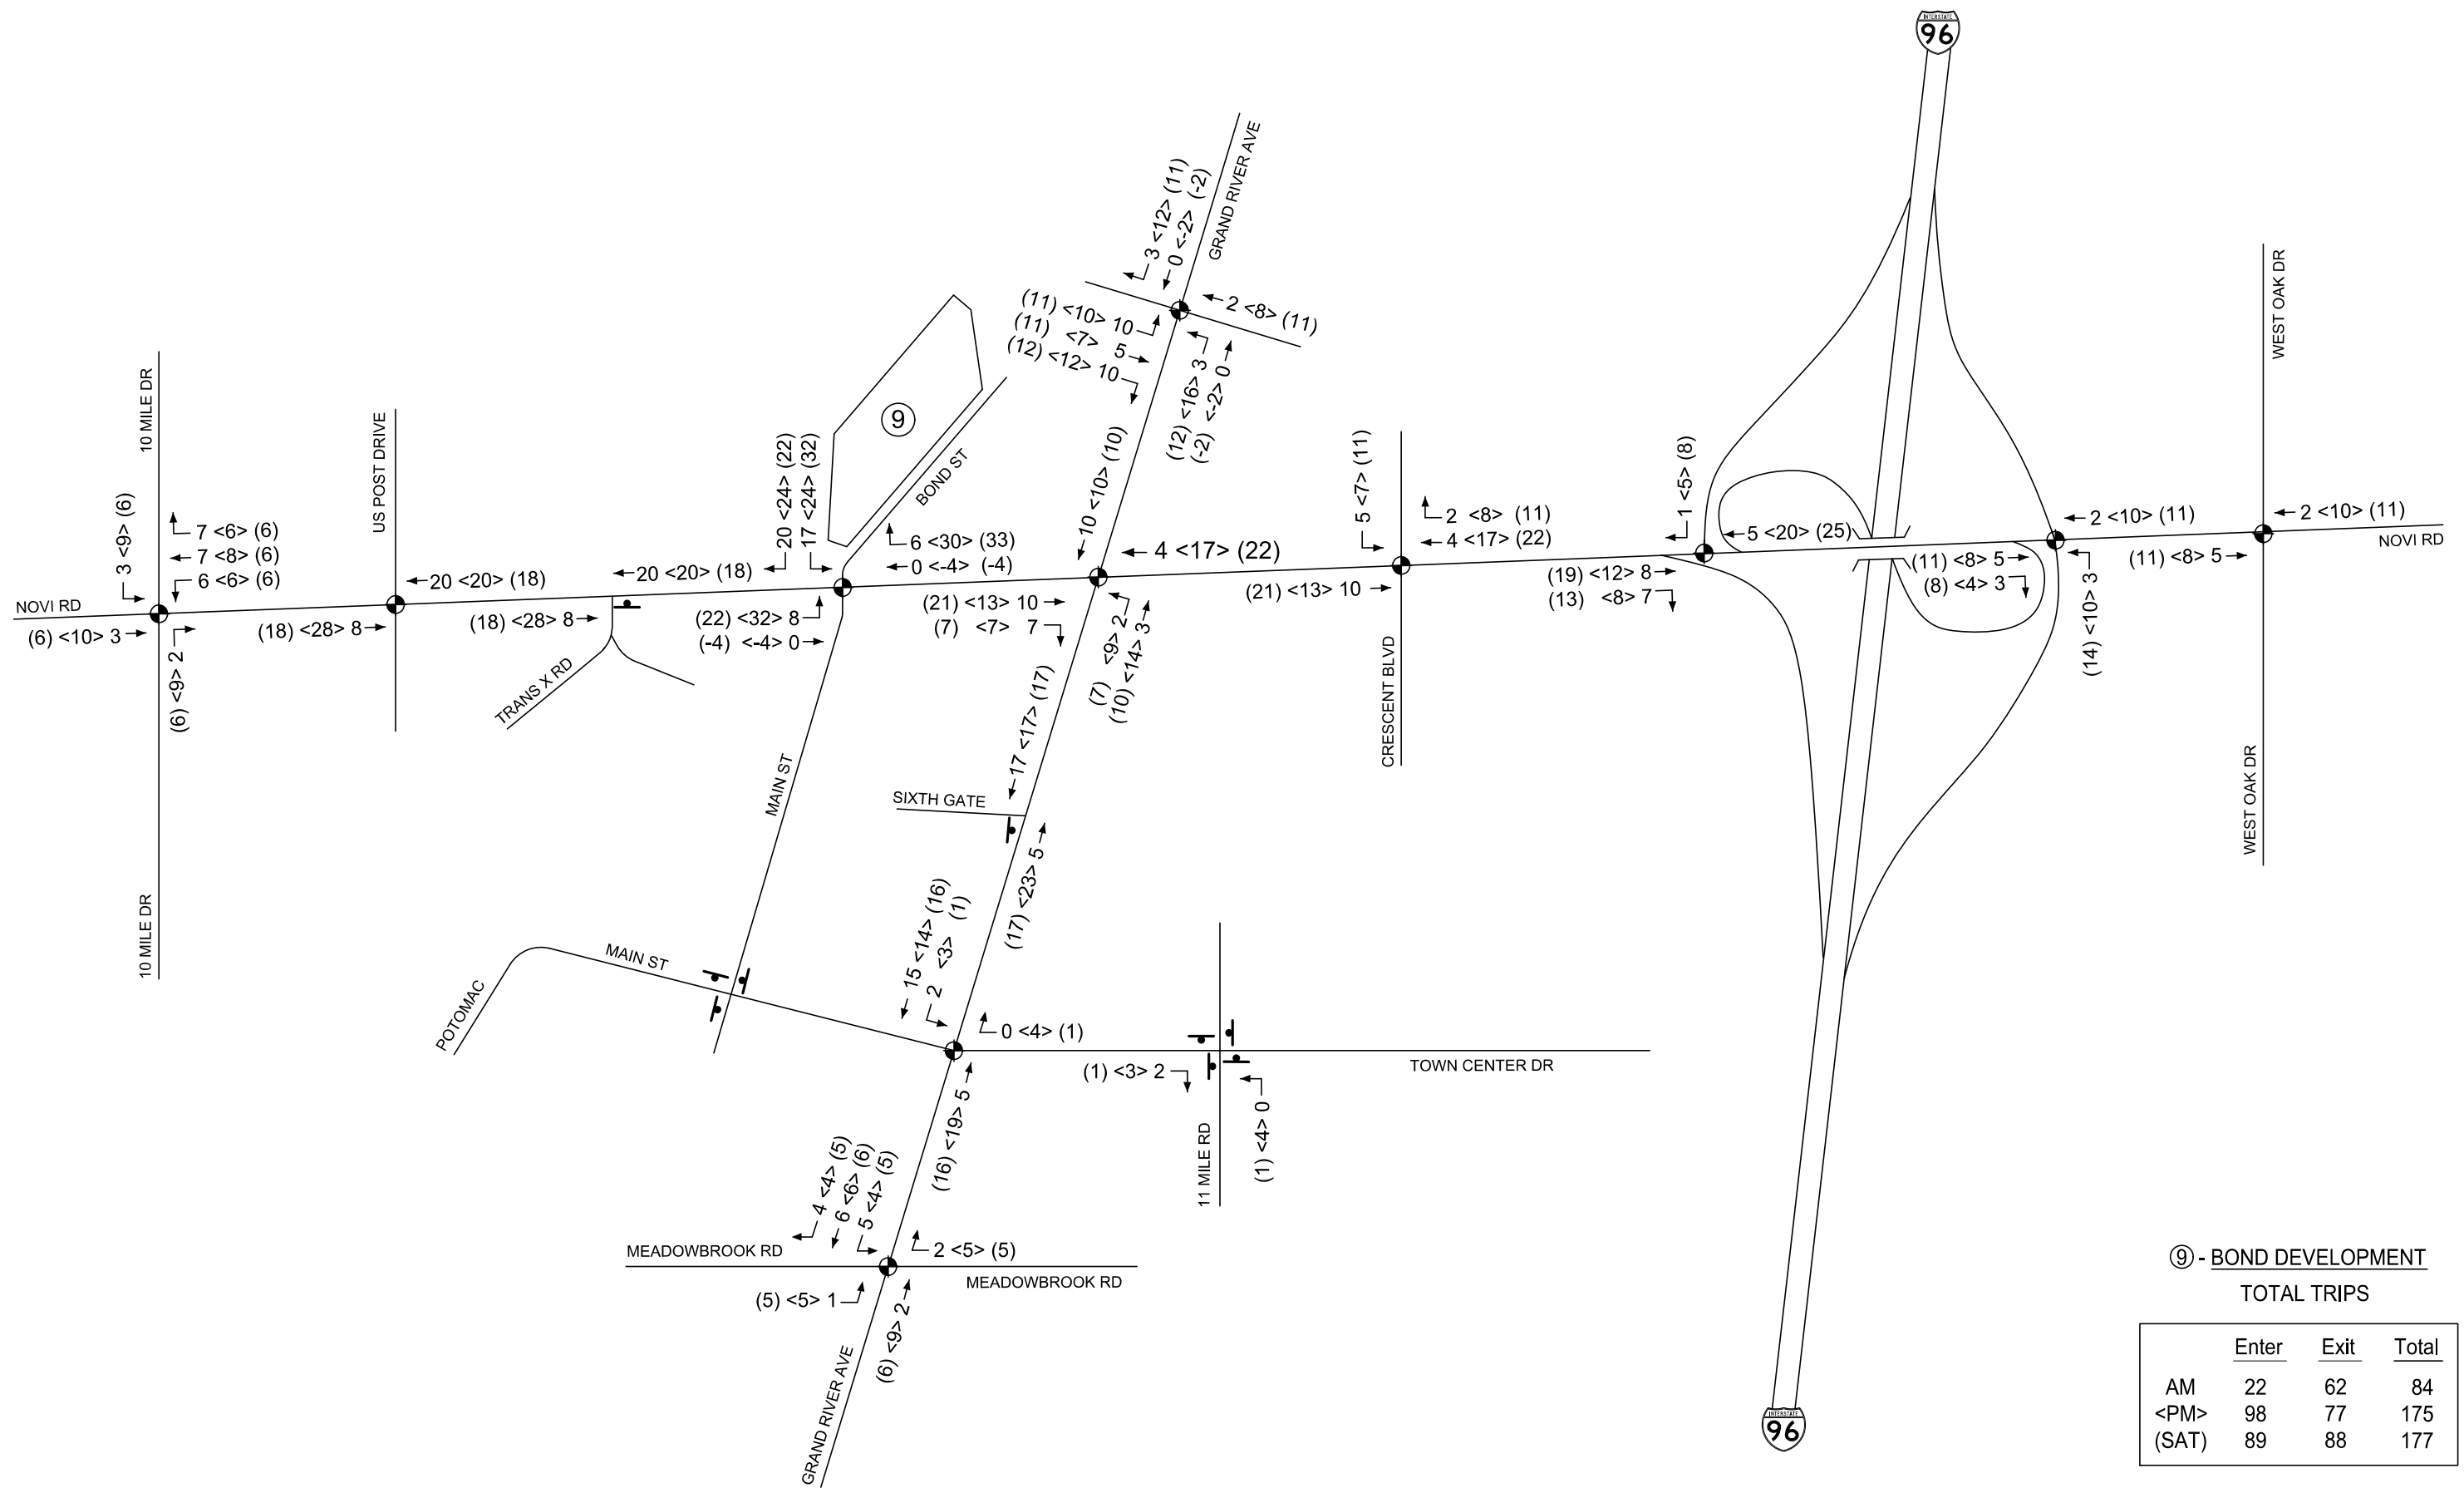 INTERSTATE
96
GRAND RIVER AVE
3 <12> (11)
0 <-2> (-2)
(11) <10> 10
(11) <7> 5
(12) <12> 10
2 <8> (11)
(12) <16> 3
(-2) <-2> 0
WEST OAK DR
10 MILE DR
US POST DRIVE
9
BOND ST
3 <9> (6)
7 <6> (6)
7 <8> (6)
6 <6> (6)
20 <24> (22)
17 <24> (32)
6 <30> (33)
0 <-4> (-4)
10 <10> (10)
4 <17> (22)
5 <7> (11)
2 <8> (11)
4 <17> (22)
1 <5> (8)
5 <20> (25)
2 <10> (11)
2 <10> (11)
NOVI RD
20 <20> (18)
20 <20> (18)
NOVI RD
(6) <10> 3
(6) <9> 2
(18) <28> 8
(18) <28> 8
(22) <32> 8
(-4) <-4> 0
(21) <13> 10
(7) <7> 7
(7) <9> 2
(10) <14> 3
(21) <13> 10
(19) <12> 8
(13) <8> 7
(11) <8> 5
(8) <4> 3
(14) <10> 3
(11) <8> 5
TRANS X RD
MAIN ST
17 <17> (17)
CRESCENT BLVD
WEST OAK DR
SIXTH GATE
(17) <23> 5
10 MILE DR
MAIN ST
POTOMAC
15 <14> (16)
2 <3> (1)
0 <4> (1)
(1) <3> 2
TOWN CENTER DR
(1) <4> 0
11 MILE RD
(16) <19> 5
4 <4> (5)
6 <6> (6)
5 <4> (5)
MEADOWBROOK RD
2 <5> (5)
MEADOWBROOK RD
(5) <5> 1
(6) <9> 2
GRAND RIVER AVE
INTERSTATE
96
9 - BOND DEVELOPMENT
TOTAL TRIPS
Enter Exit Total
AM 22 62 84
<PM> 98 77 175
(SAT) 89 88 177